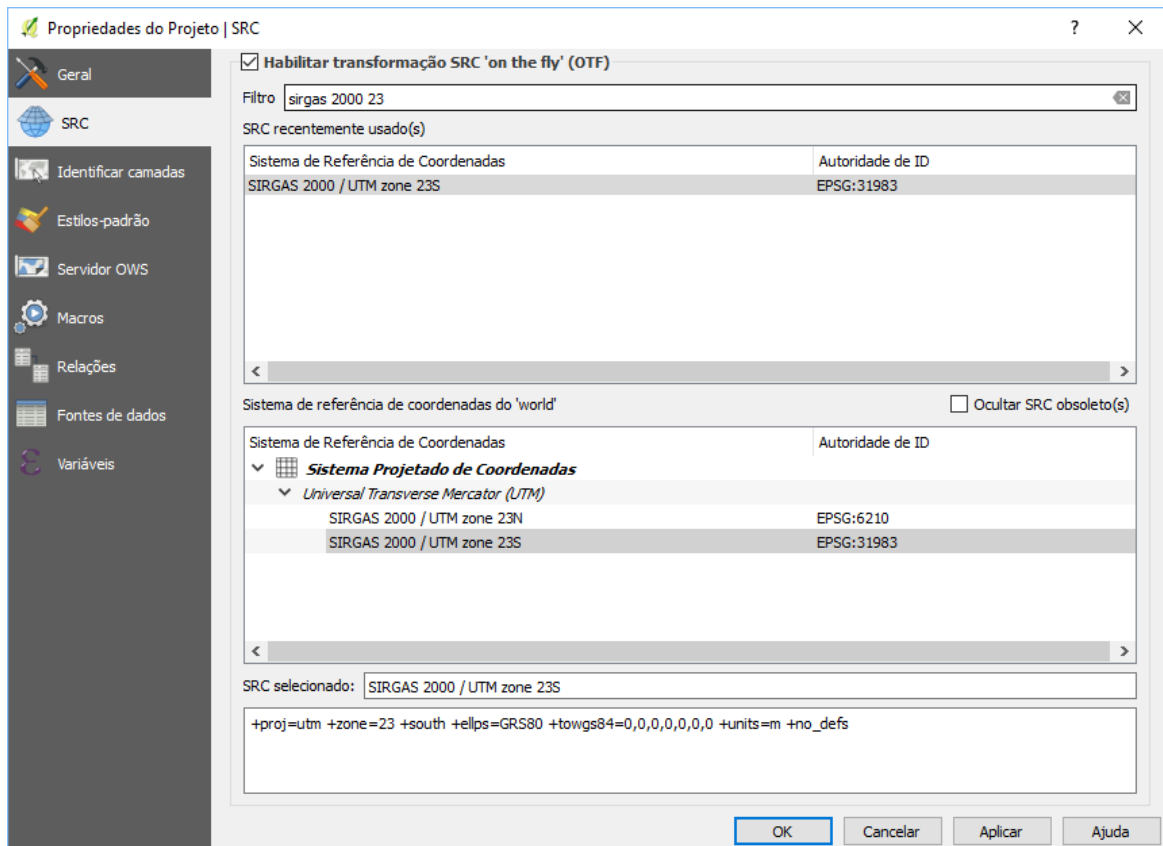 Propriedades do Projeto | SRC
?
Geral
SRC
Identificar camadas
Estilos-padrão
Servidor OWS
Macros
Relações
Fontes de dados
Variáveis
Habilitar transformação SRC 'on the fly' (OTF)
Filtro sirgas 2000 23
SRC recentemente usado(s)
Sistema de Referência de Coordenadas Autoridade de ID
SIRGAS 2000 / UTM zone 23S EPSG:31983
Sistema de referência de coordenadas do 'world' Ocultar SRC obsoleto(s)
Sistema de Referência de Coordenadas Autoridade de ID
Sistema Projetado de Coordenadas
Universal Transverse Mercator (UTM)
SIRGAS 2000 / UTM zone 23N EPSG:6210
SIRGAS 2000 / UTM zone 23S EPSG:31983
SRC selecionado: SIRGAS 2000 / UTM zone 23S
+proj=utm +zone=23 +south +ellps=GRS80 +towgs84=0,0,0,0,0,0,0 +units=m +no_defs
OK Cancelar Aplicar Ajuda